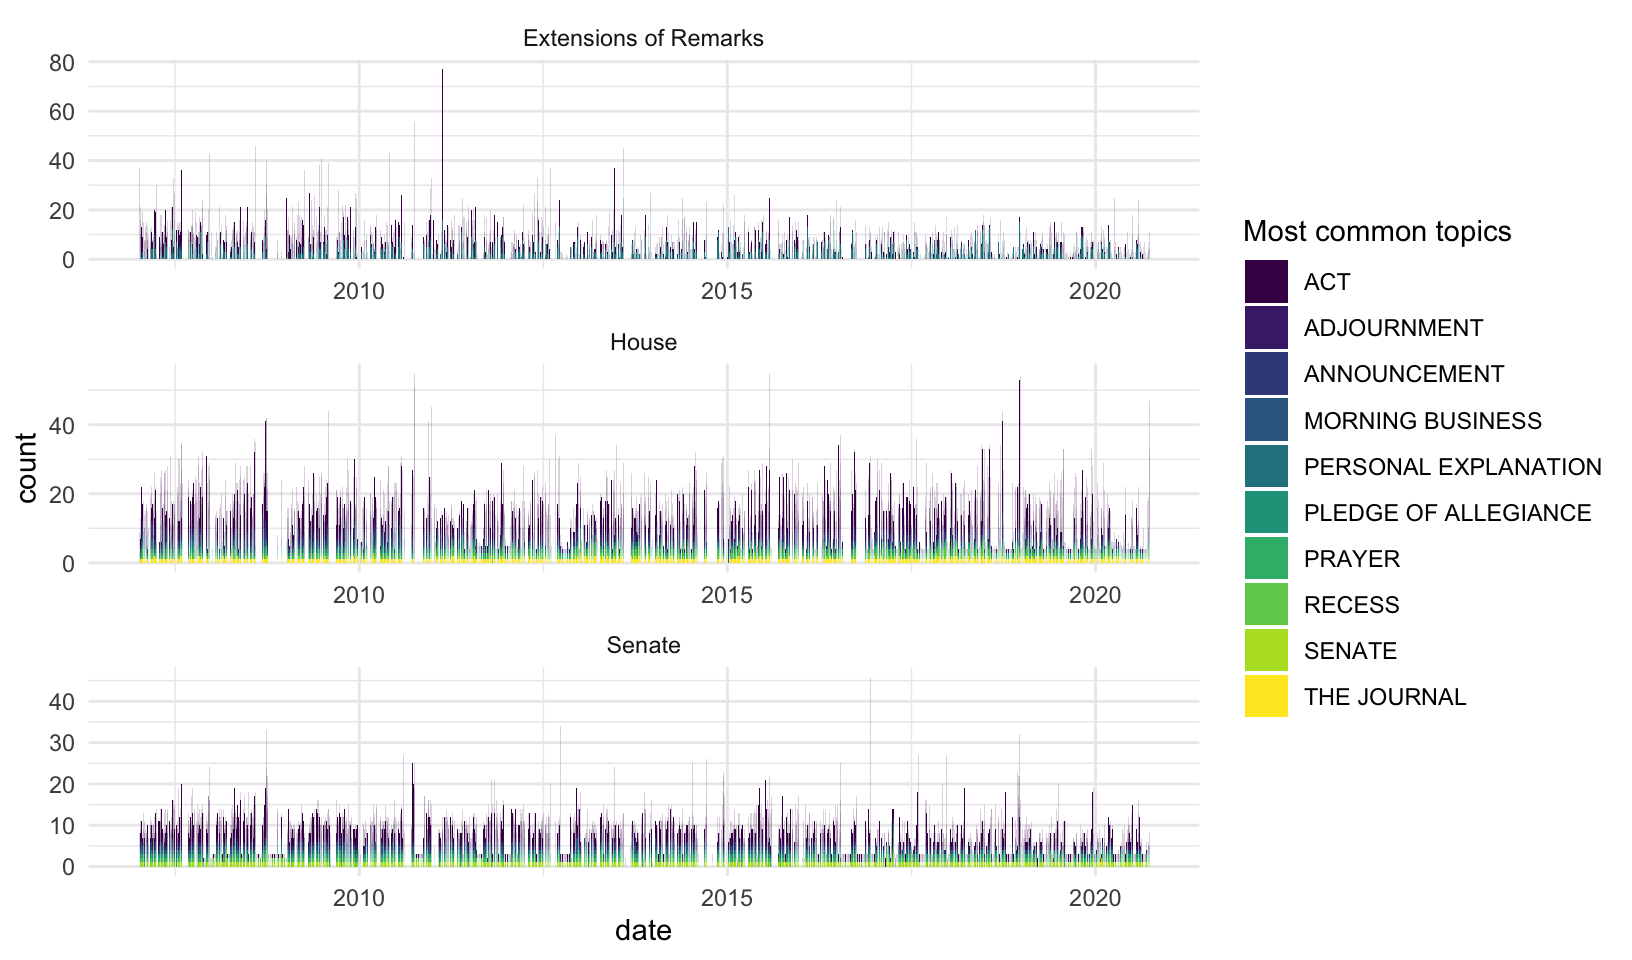 Extensions of Remarks
80
60
40
20
0
2010 2015 2020
House
40
20
0
2010 2015 2020
Senate
40
30
20
10
0
2010 2015 2020
date
count
Most common topics
ACT
ADJOURNMENT
ANNOUNCEMENT
MORNING BUSINESS
PERSONAL EXPLANATION
PLEDGE OF ALLEGIANCE
PRAYER
RECESS
SENATE
THE JOURNAL